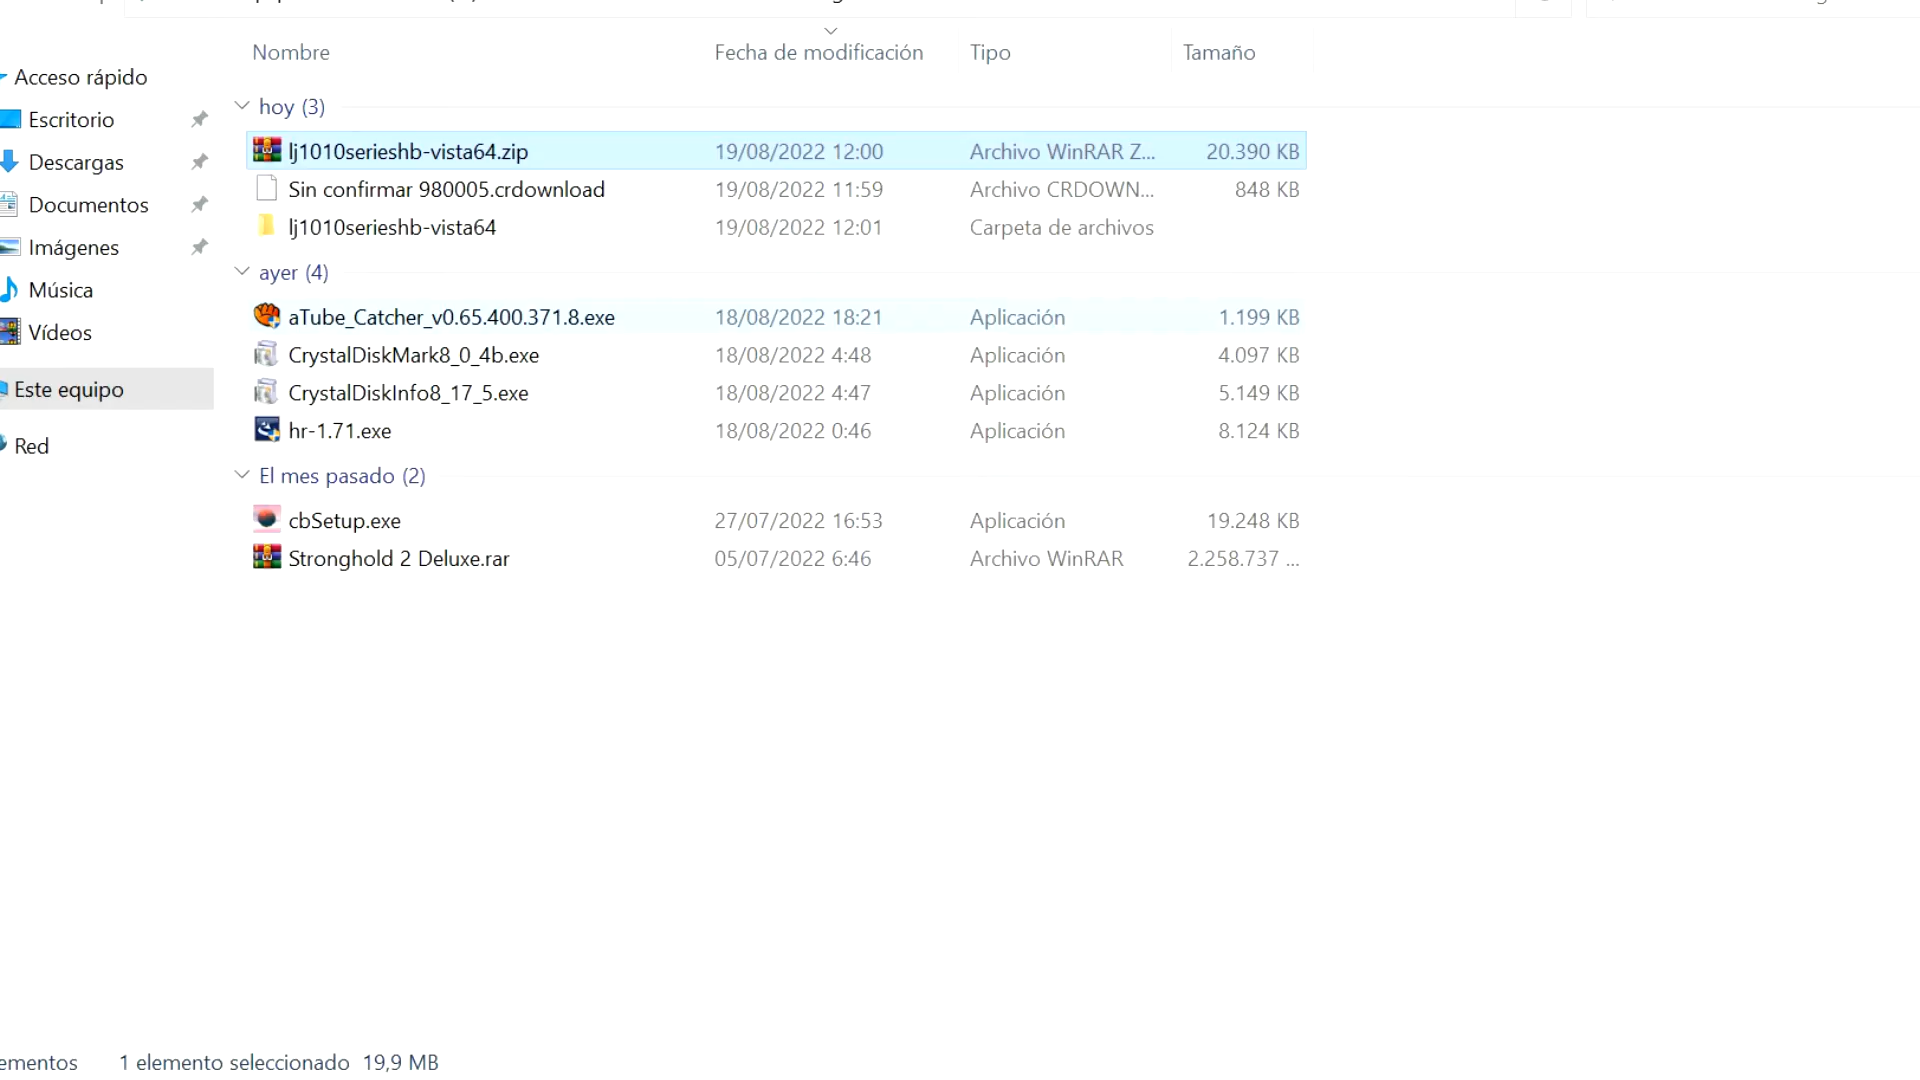 Nombre Fecha de modificación Tipo Tamaño
Acceso rápido
Escritorio
Descargas
Documentos
Imágenes
Música
Vídeos
Este equipo
Red
hoy (3)
lj1010serieshb-vista64.zip 19/08/2022 12:00 Archivo WinRAR Z... 20.390 KB
Sin confirmar 980005.crdownload 19/08/2022 11:59 Archivo CRDOWN... 848 KB
lj1010serieshb-vista64 19/08/2022 12:01 Carpeta de archivos
ayer (4)
aTube_Catcher_v0.65.400.371.8.exe 18/08/2022 18:21 Aplicación 1.199 KB
CrystalDiskMark8_0_4b.exe 18/08/2022 4:48 Aplicación 4.097 KB
CrystalDiskInfo8_17_5.exe 18/08/2022 4:47 Aplicación 5.149 KB
hr-1.71.exe 18/08/2022 0:46 Aplicación 8.124 KB
El mes pasado (2)
cbSetup.exe 27/07/2022 16:53 Aplicación 19.248 KB
Stronghold 2 Deluxe.rar 05/07/2022 6:46 Archivo WinRAR 2.258.737 ...
ementos 1 elemento seleccionado 19,9 MB